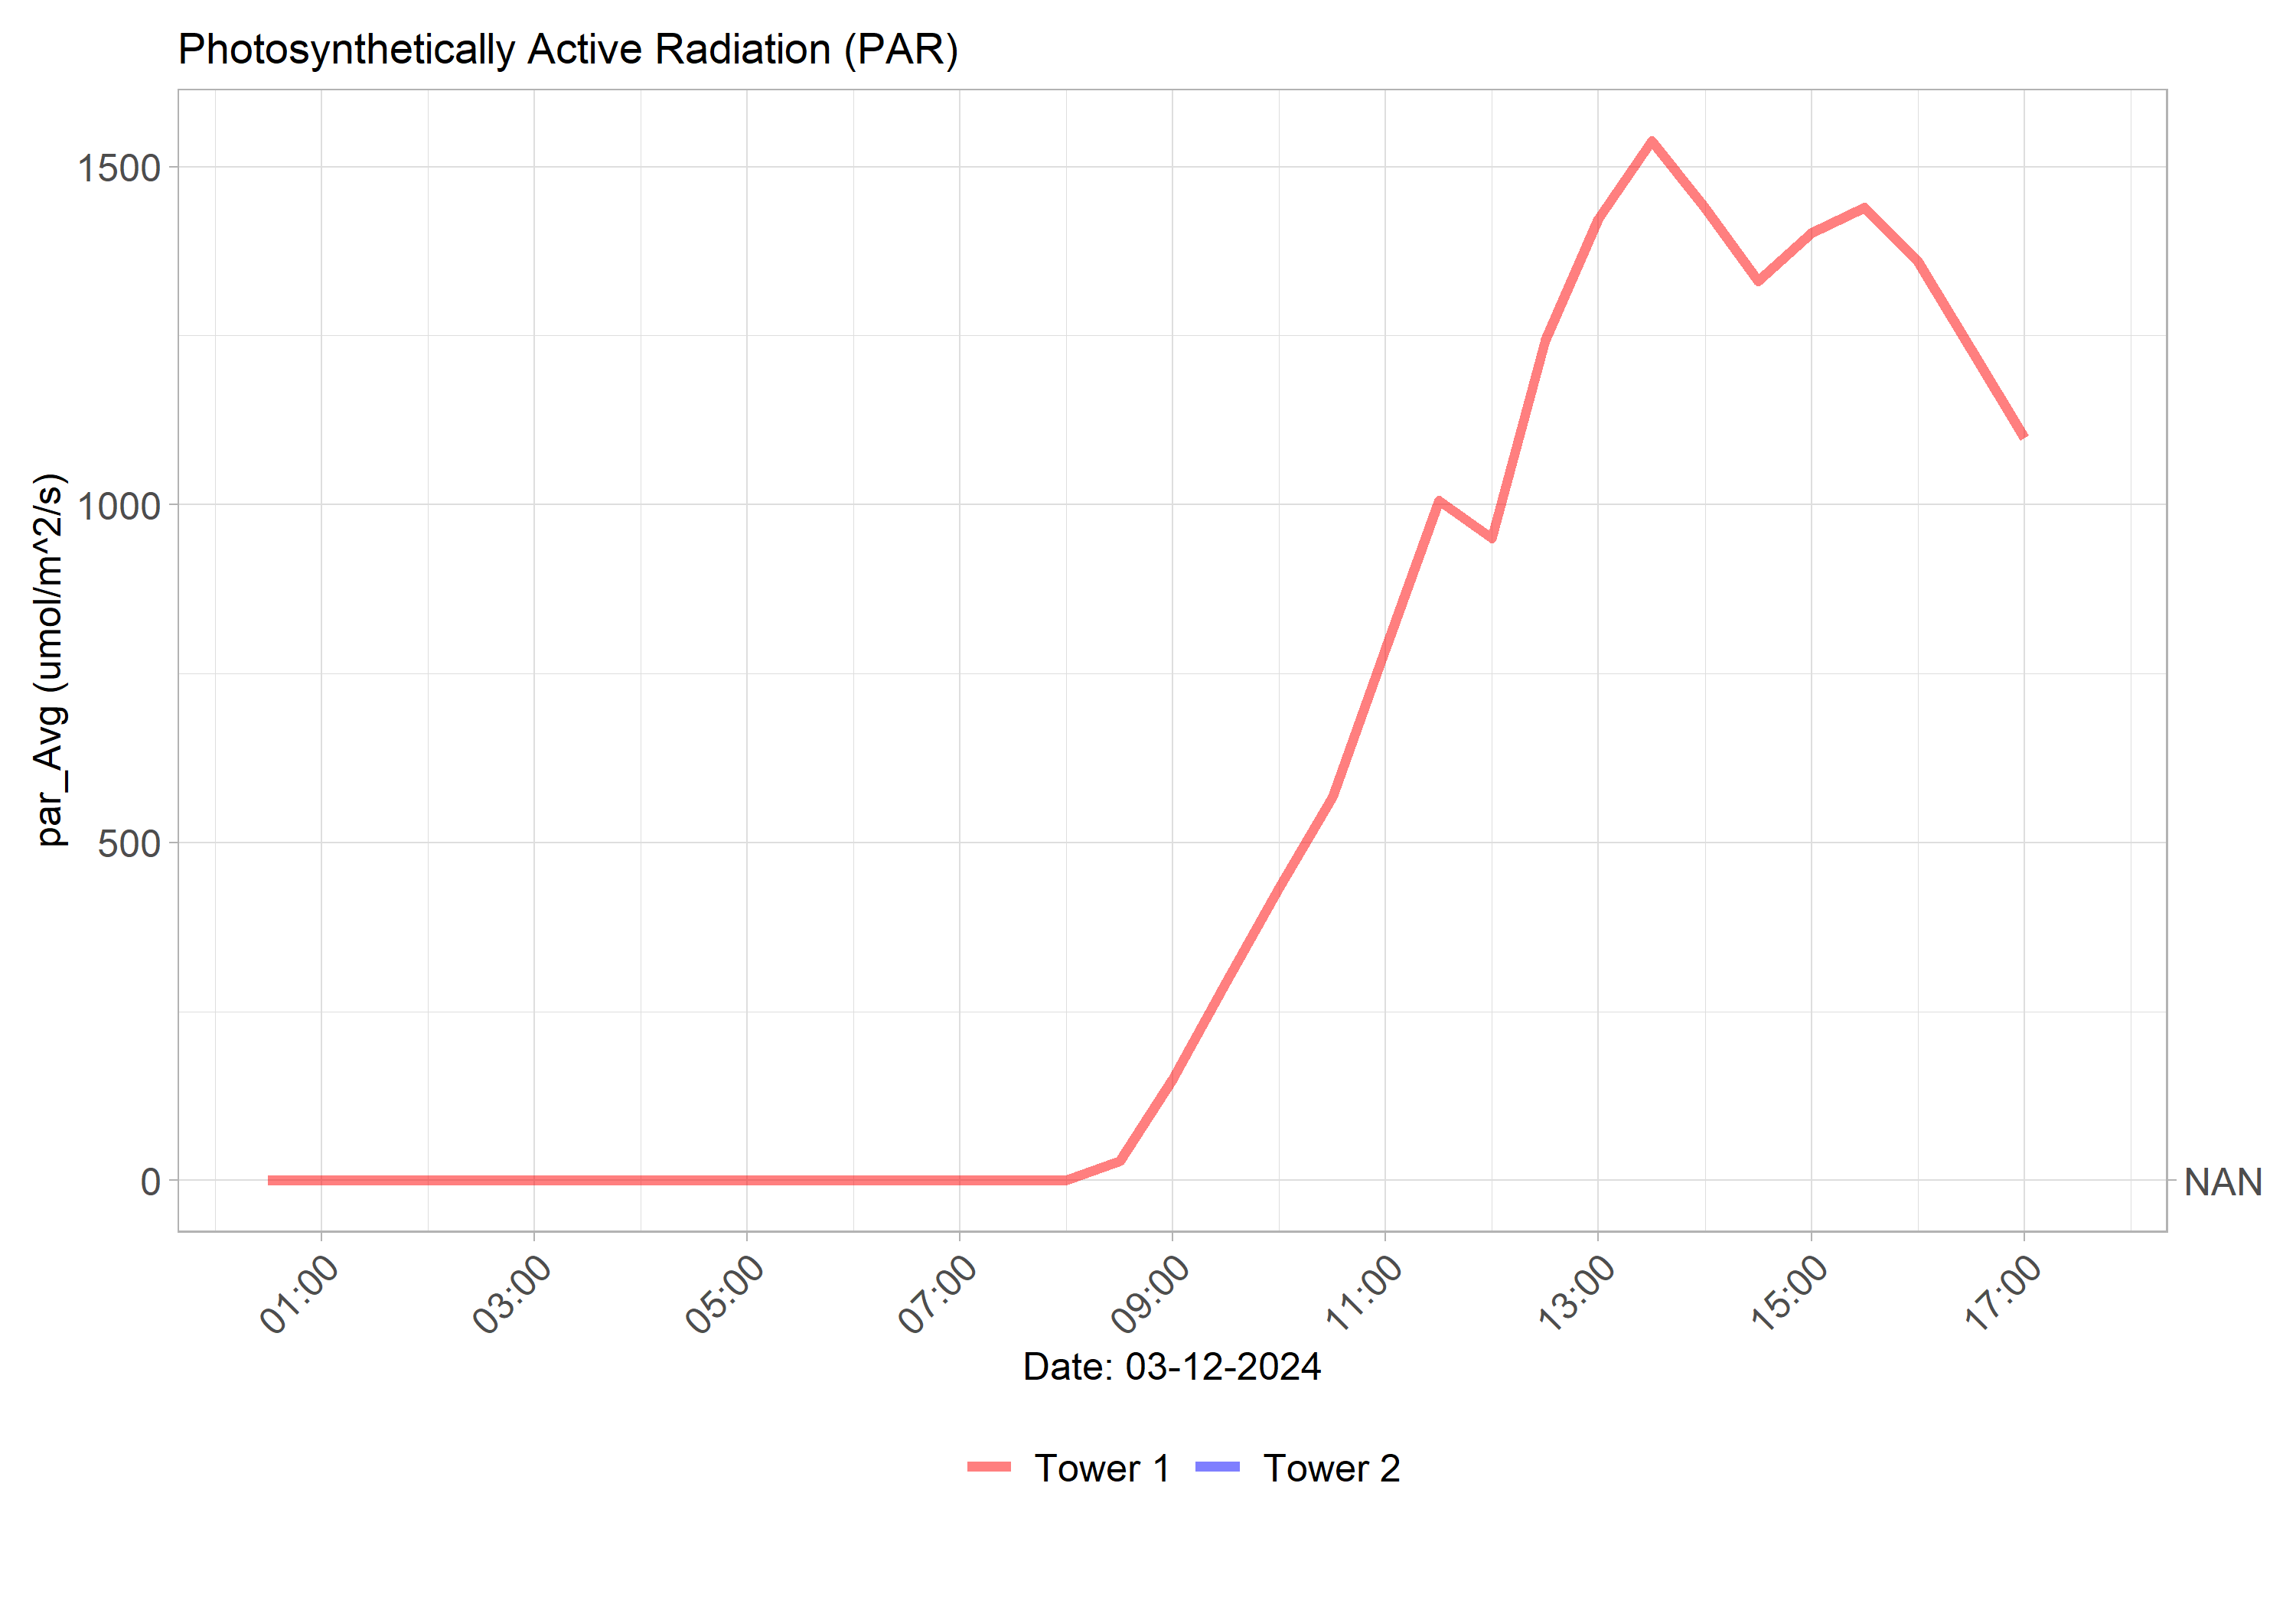 Photosynthetically Active Radiation (PAR)
par_Avg (umol/m^2/s)
1500
1000
500
0
NAN
01:00
03:00
05:00
07:00
09:00
11:00
13:00
15:00
17:00
Date: 03-12-2024
Tower 1
Tower 2